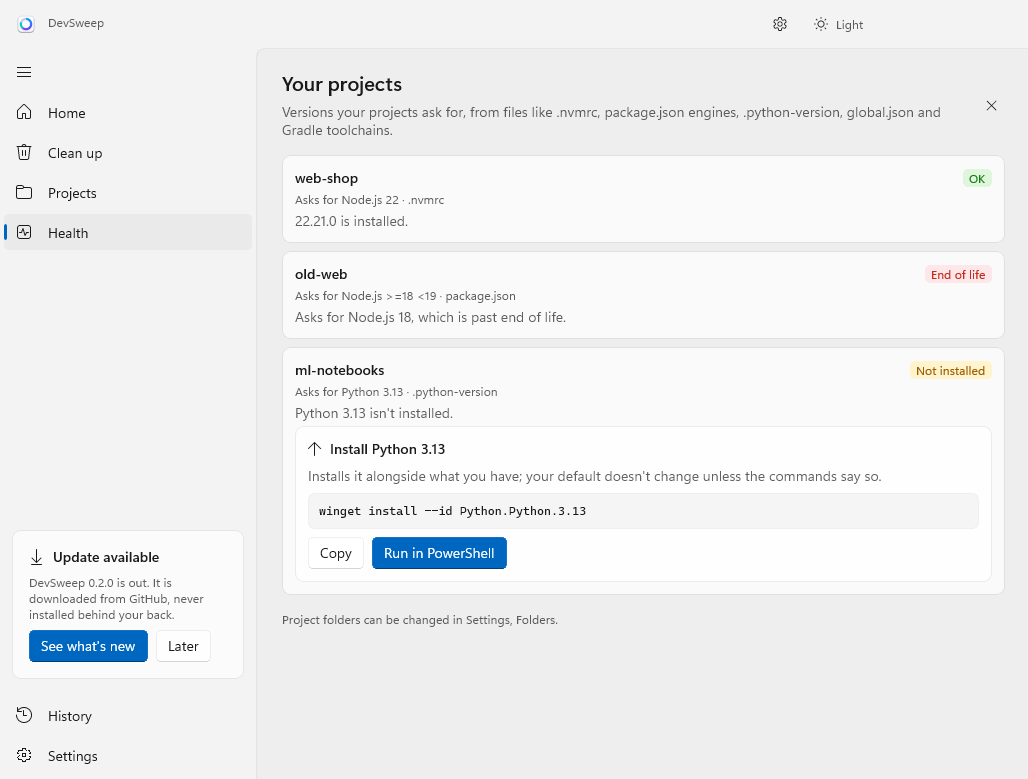 DevSweep
Light
Home
Clean up
Projects
Health
Update available
DevSweep 0.2.0 is out. It is
downloaded from GitHub, never
installed behind your back.
See what's new
Later
History
Settings
Your projects
Versions your projects ask for, from files like .nvmrc, package.json engines, .python-version, global.json and
Gradle toolchains.
web-shop
OK
Asks for Node.js 22 · .nvmrc
22.21.0 is installed.
old-web
End of life
Asks for Node.js >=18 <19 · package.json
Asks for Node.js 18, which is past end of life.
ml-notebooks
Not installed
Asks for Python 3.13 · .python-version
Python 3.13 isn't installed.
Install Python 3.13
Installs it alongside what you have; your default doesn't change unless the commands say so.
winget install --id Python.Python.3.13
Copy
Run in PowerShell
Project folders can be changed in Settings, Folders.